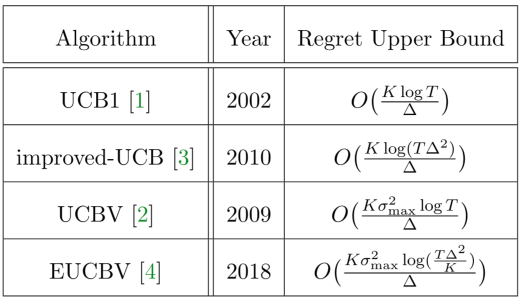 Algorithm Year Regret Upper Bound
UCB1 [1] 2002 $O\big(\frac{K \log T}{\Delta}\big)$
improved-UCB [3] 2010 $O\big(\frac{K \log(T\Delta^2)}{\Delta}\big)$
UCBV [2] 2009 $O\big(\frac{K\sigma_{\max}^2 \log T}{\Delta}\big)$
EUCBV [4] 2018 $O\big(\frac{K\sigma_{\max}^2 \log(\frac{T\Delta^2}{K})}{\Delta}\big)$